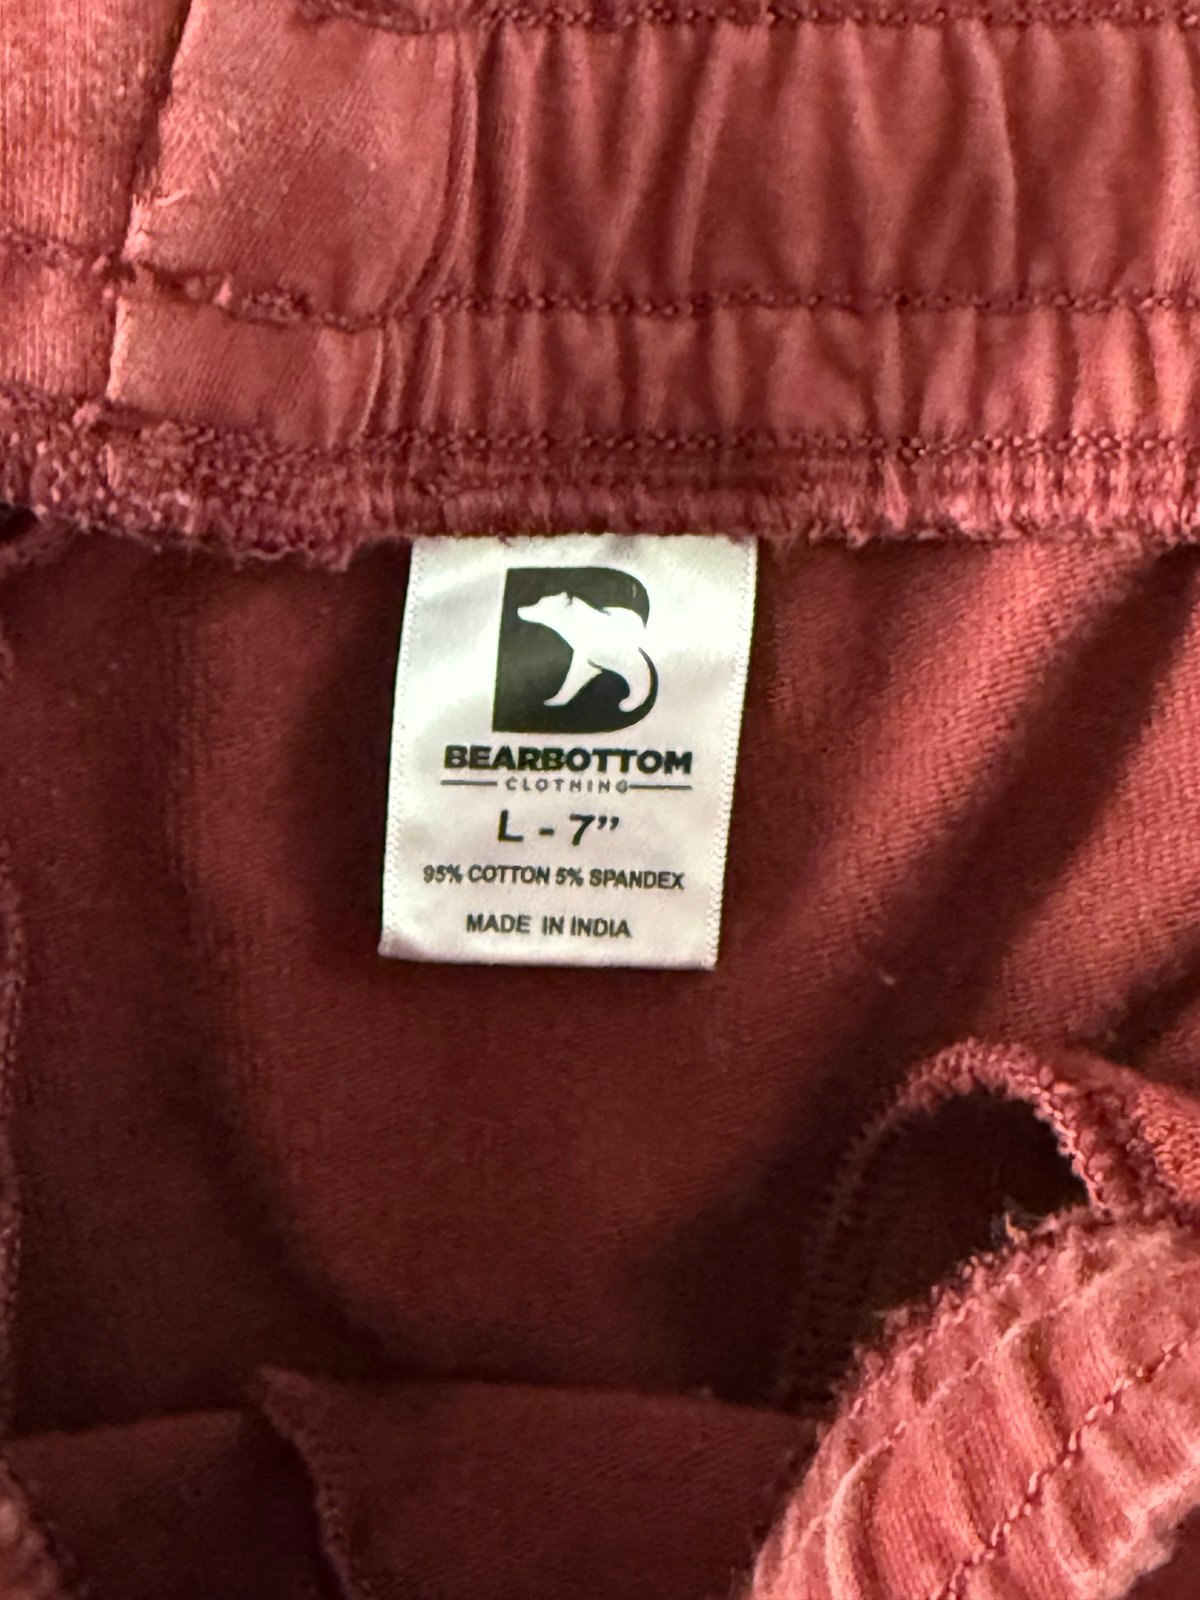 B
BEARBOTTOM
CLOTHING
L - 7”
95% COTTON 5% SPANDEX
MADE IN INDIA